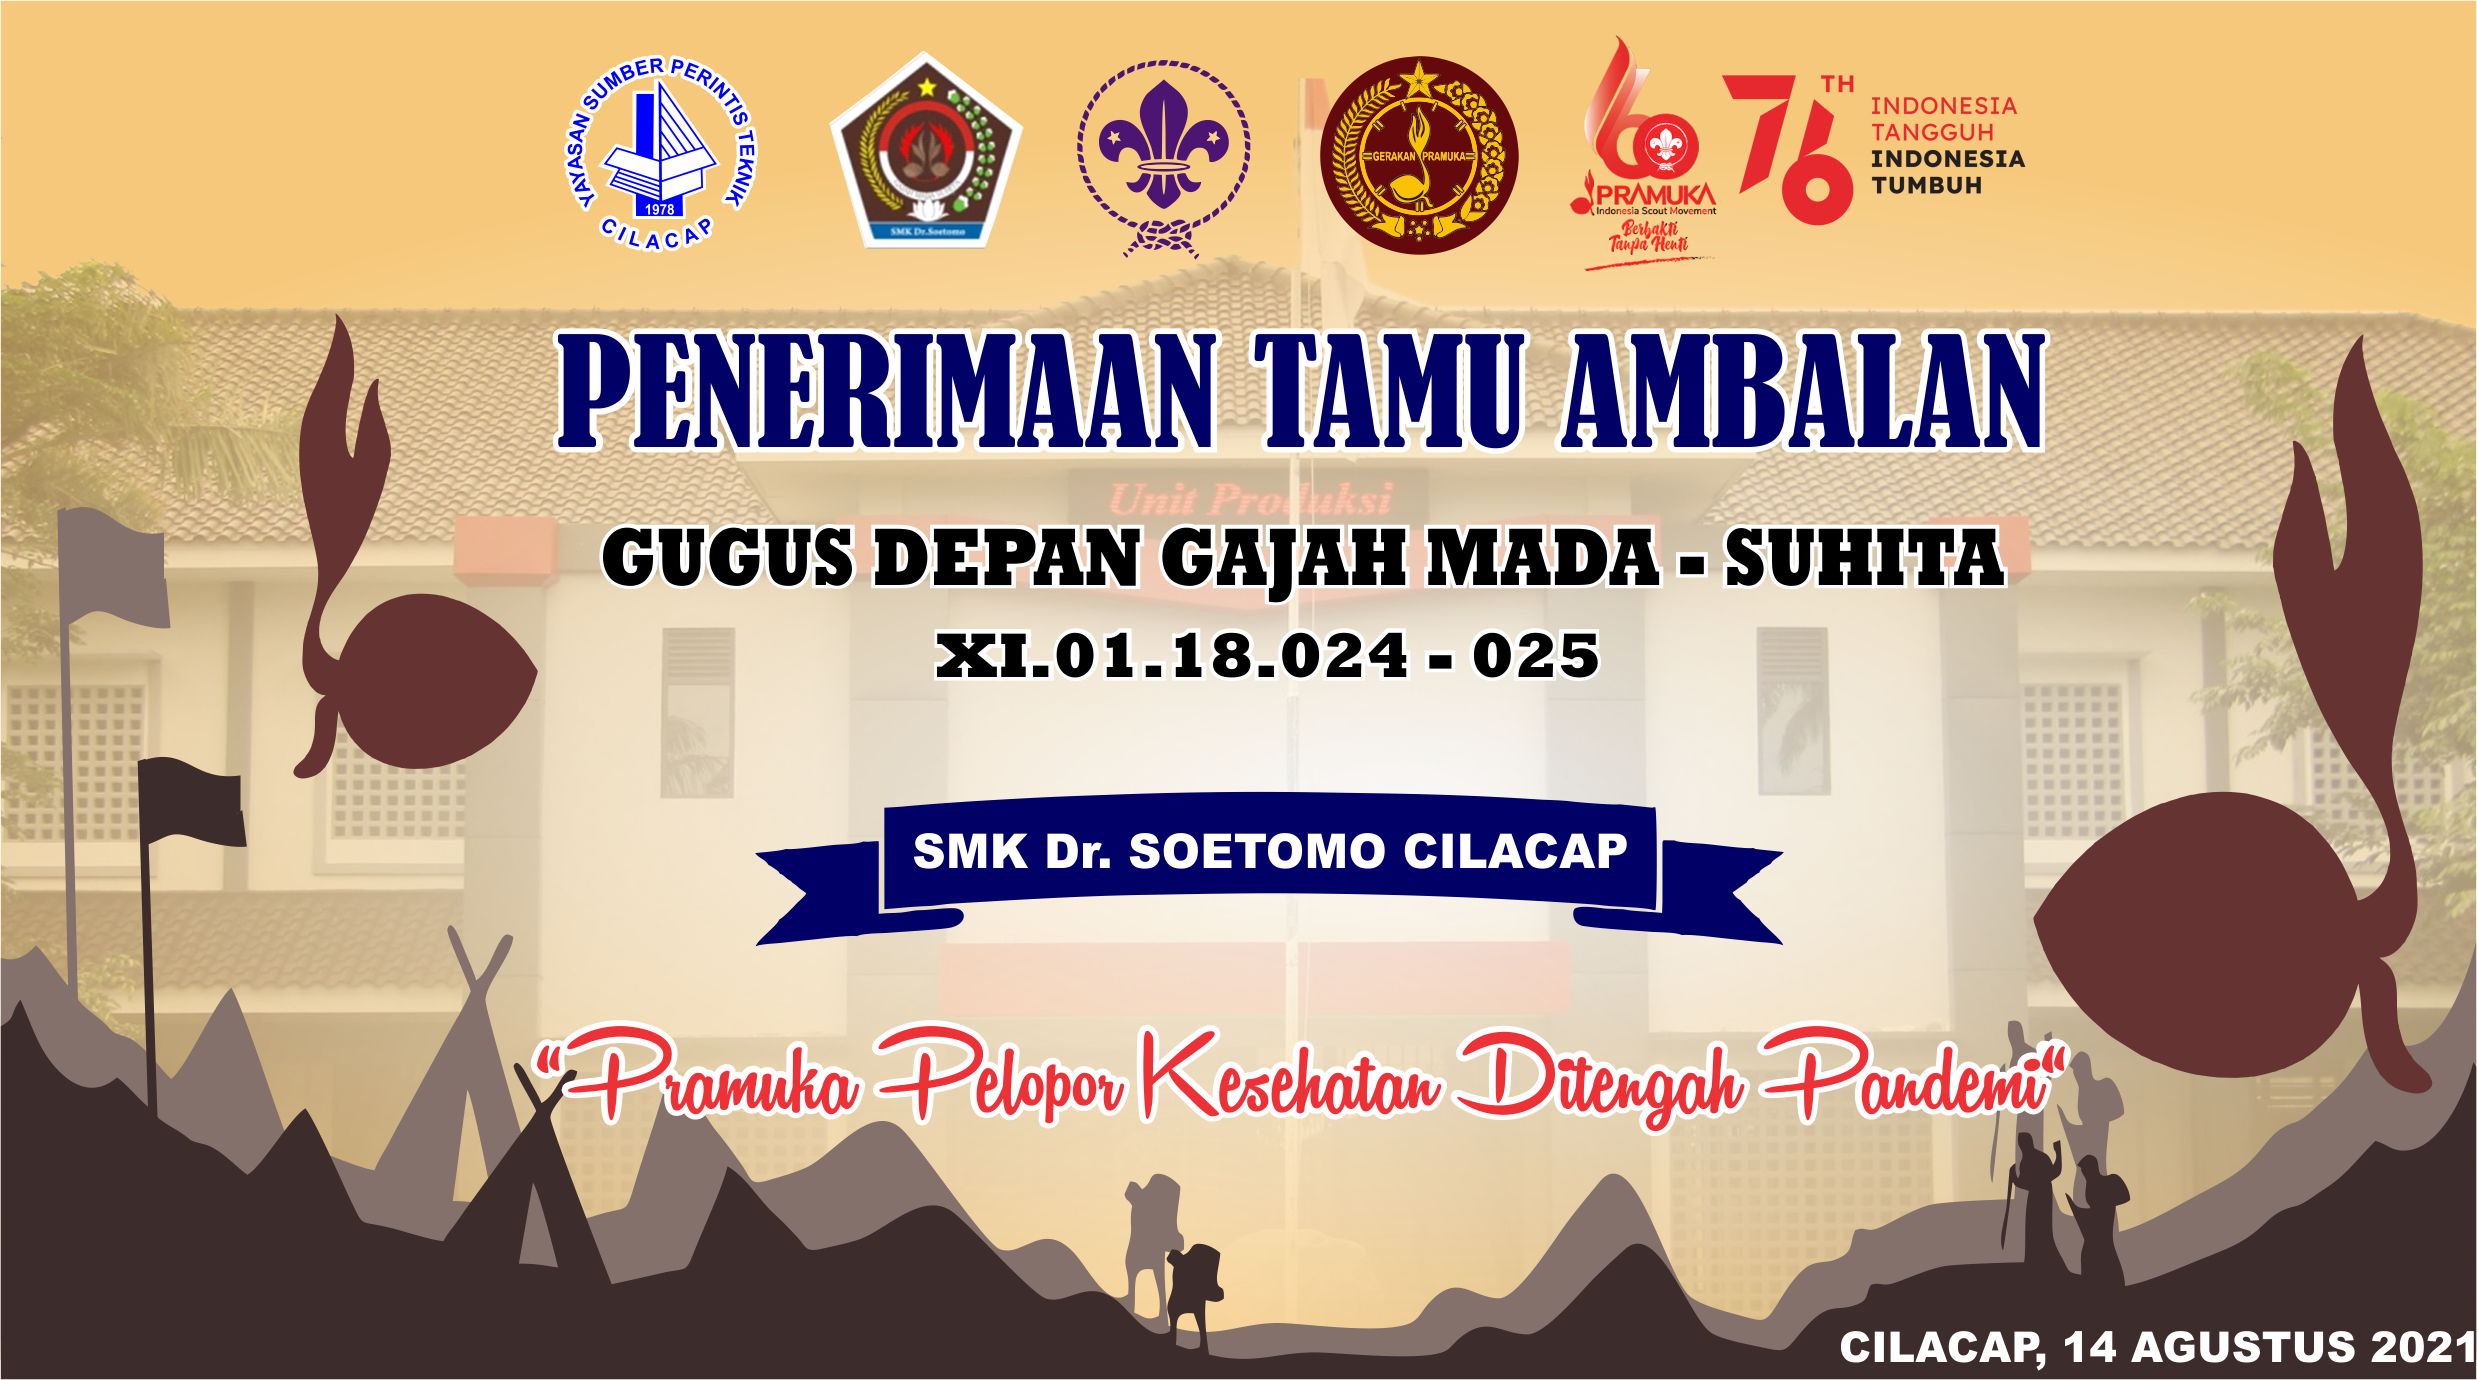 YAYASAN SUMBER PERINTIS TEKNIK
1978
CILACAP
SMK Dr.Soetomo
GERAKAN PRAMUKA
60
PRAMUKA
Indonesia Scout Movement
Berbakti
Tanpa Henti
76 TH
INDONESIA
TANGGUH
INDONESIA
TUMBUH
PENERIMAAN TAMU AMBALAN
Unit Produksi
GUGUS DEPAN GAJAH MADA - SUHITA
XI.01.18.024 - 025
SMK Dr. SOETOMO CILACAP
“Pramuka Pelopor Kesehatan Ditengah Pandemi“
CILACAP, 14 AGUSTUS 2021